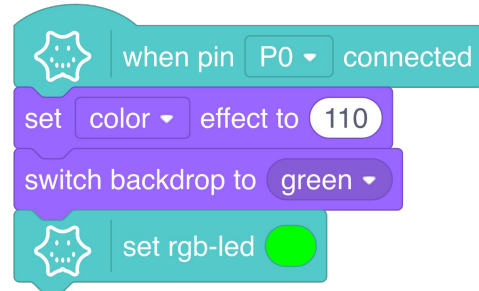 when pin P0 connected
set color effect to 110
switch backdrop to green
set rgb-led